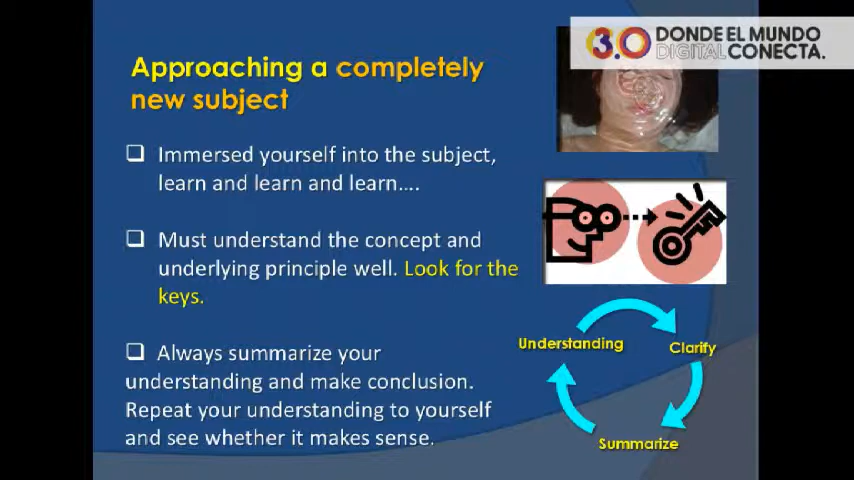 3.0 DONDE EL MUNDO
DIGITAL CONECTA.
Approaching a completely
new subject
Immersed yourself into the subject,
learn and learn and learn....
Must understand the concept and
underlying principle well. Look for the
keys.
Always summarize your
understanding and make conclusion.
Repeat your understanding to yourself
and see whether it makes sense.
Understanding
Clarify
Summarize